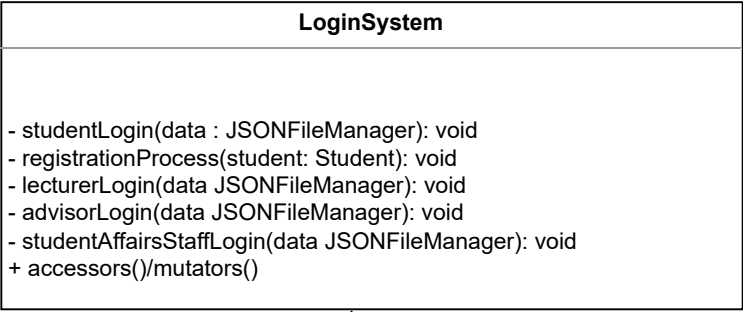 LoginSystem
- studentLogin(data : JSONFileManager): void
- registrationProcess(student: Student): void
- lecturerLogin(data JSONFileManager): void
- advisorLogin(data JSONFileManager): void
- studentAffairsStaffLogin(data JSONFileManager): void
+ accessors()/mutators()